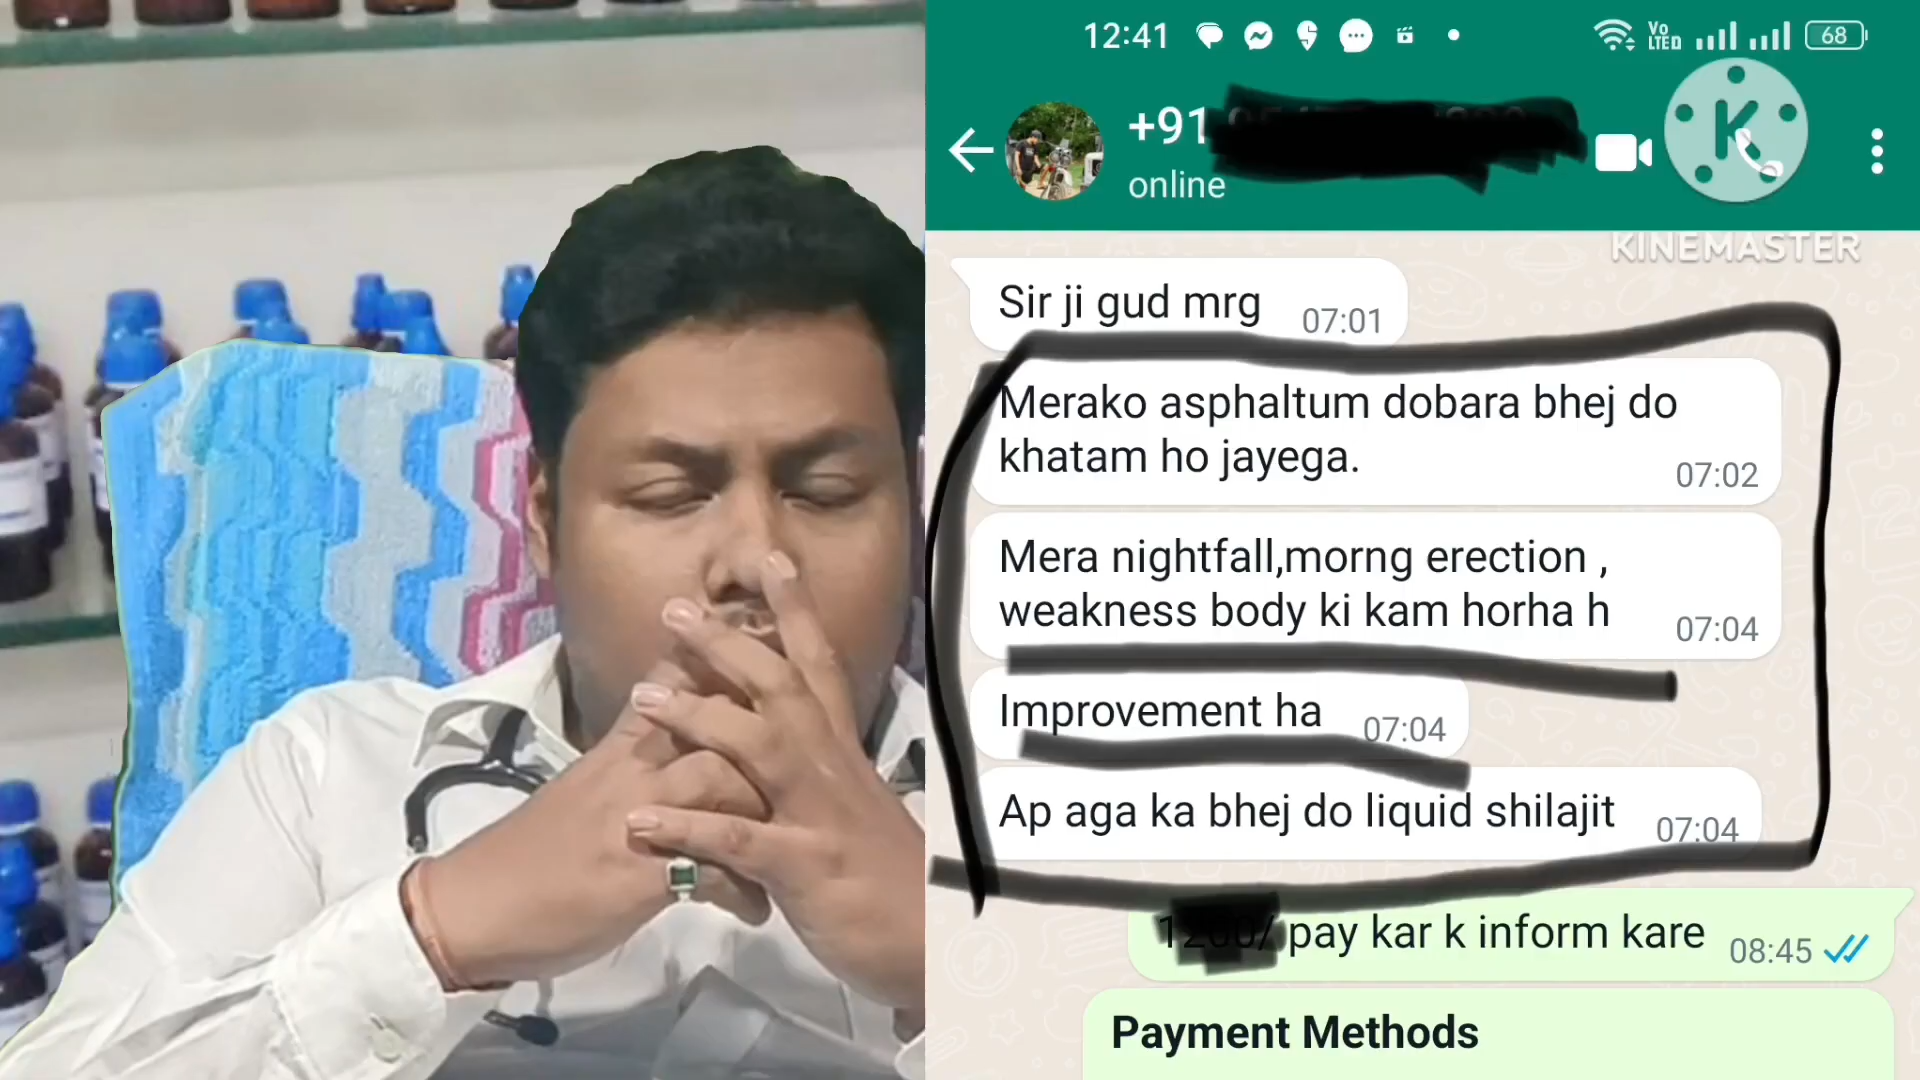 12:41
Vo
LTED
68
+91
online
K
KINEMASTER
Sir ji gud mrg 07:01
Merako asphaltum dobara bhej do
khatam ho jayega. 07:02
Mera nightfall,morng erection ,
weakness body ki kam horha h 07:04
Improvement ha 07:04
Ap aga ka bhej do liquid shilajit 07:04
pay kar k inform kare 08:45
Payment Methods